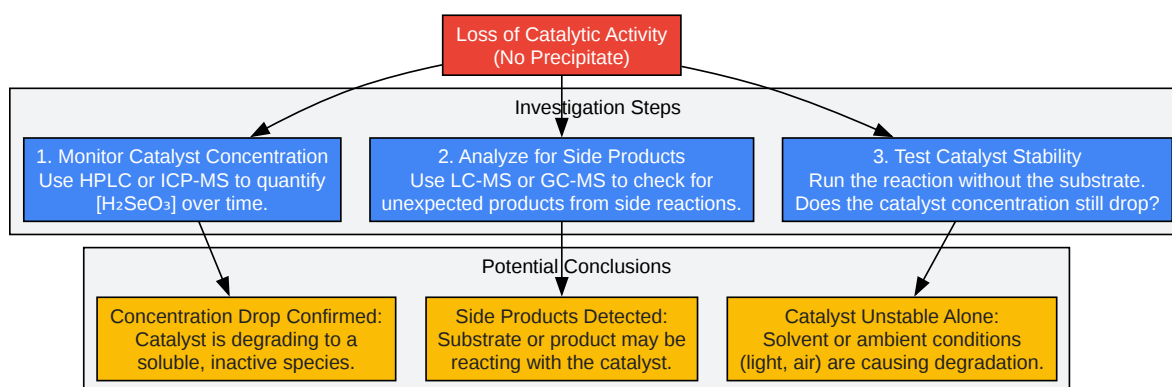 Loss of Catalytic Activity
(No Precipitate)
Investigation Steps
1. Monitor Catalyst Concentration
Use HPLC or ICP-MS to quantify
[H₂SeO₃] over time.
2. Analyze for Side Products
Use LC-MS or GC-MS to check for
unexpected products from side reactions.
3. Test Catalyst Stability
Run the reaction without the substrate.
Does the catalyst concentration still drop?
Potential Conclusions
Concentration Drop Confirmed:
Catalyst is degrading to a
soluble, inactive species.
Side Products Detected:
Substrate or product may be
reacting with the catalyst.
Catalyst Unstable Alone:
Solvent or ambient conditions
(light, air) are causing degradation.